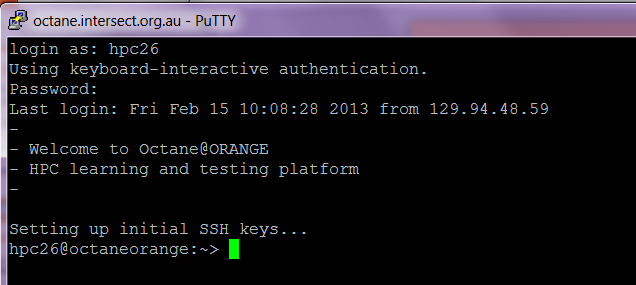 octane.intersect.org.au - PuTTY
login as: hpc26
Using keyboard-interactive authentication.
Password:
Last login: Fri Feb 15 10:08:28 2013 from 129.94.48.59
-
- Welcome to Octane@ORANGE
- HPC learning and testing platform
-
Setting up initial SSH keys...
hpc26@octaneorange:~>